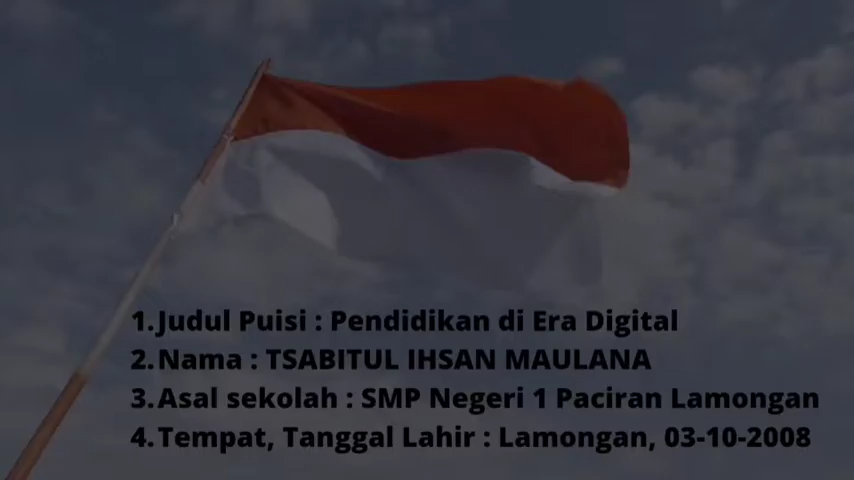 1.Judul Puisi : Pendidikan di Era Digital
2.Nama : TSABITUL IHSAN MAULANA
3.Asal sekolah : SMP Negeri 1 Paciran Lamongan
4.Tempat, Tanggal Lahir : Lamongan, 03-10-2008